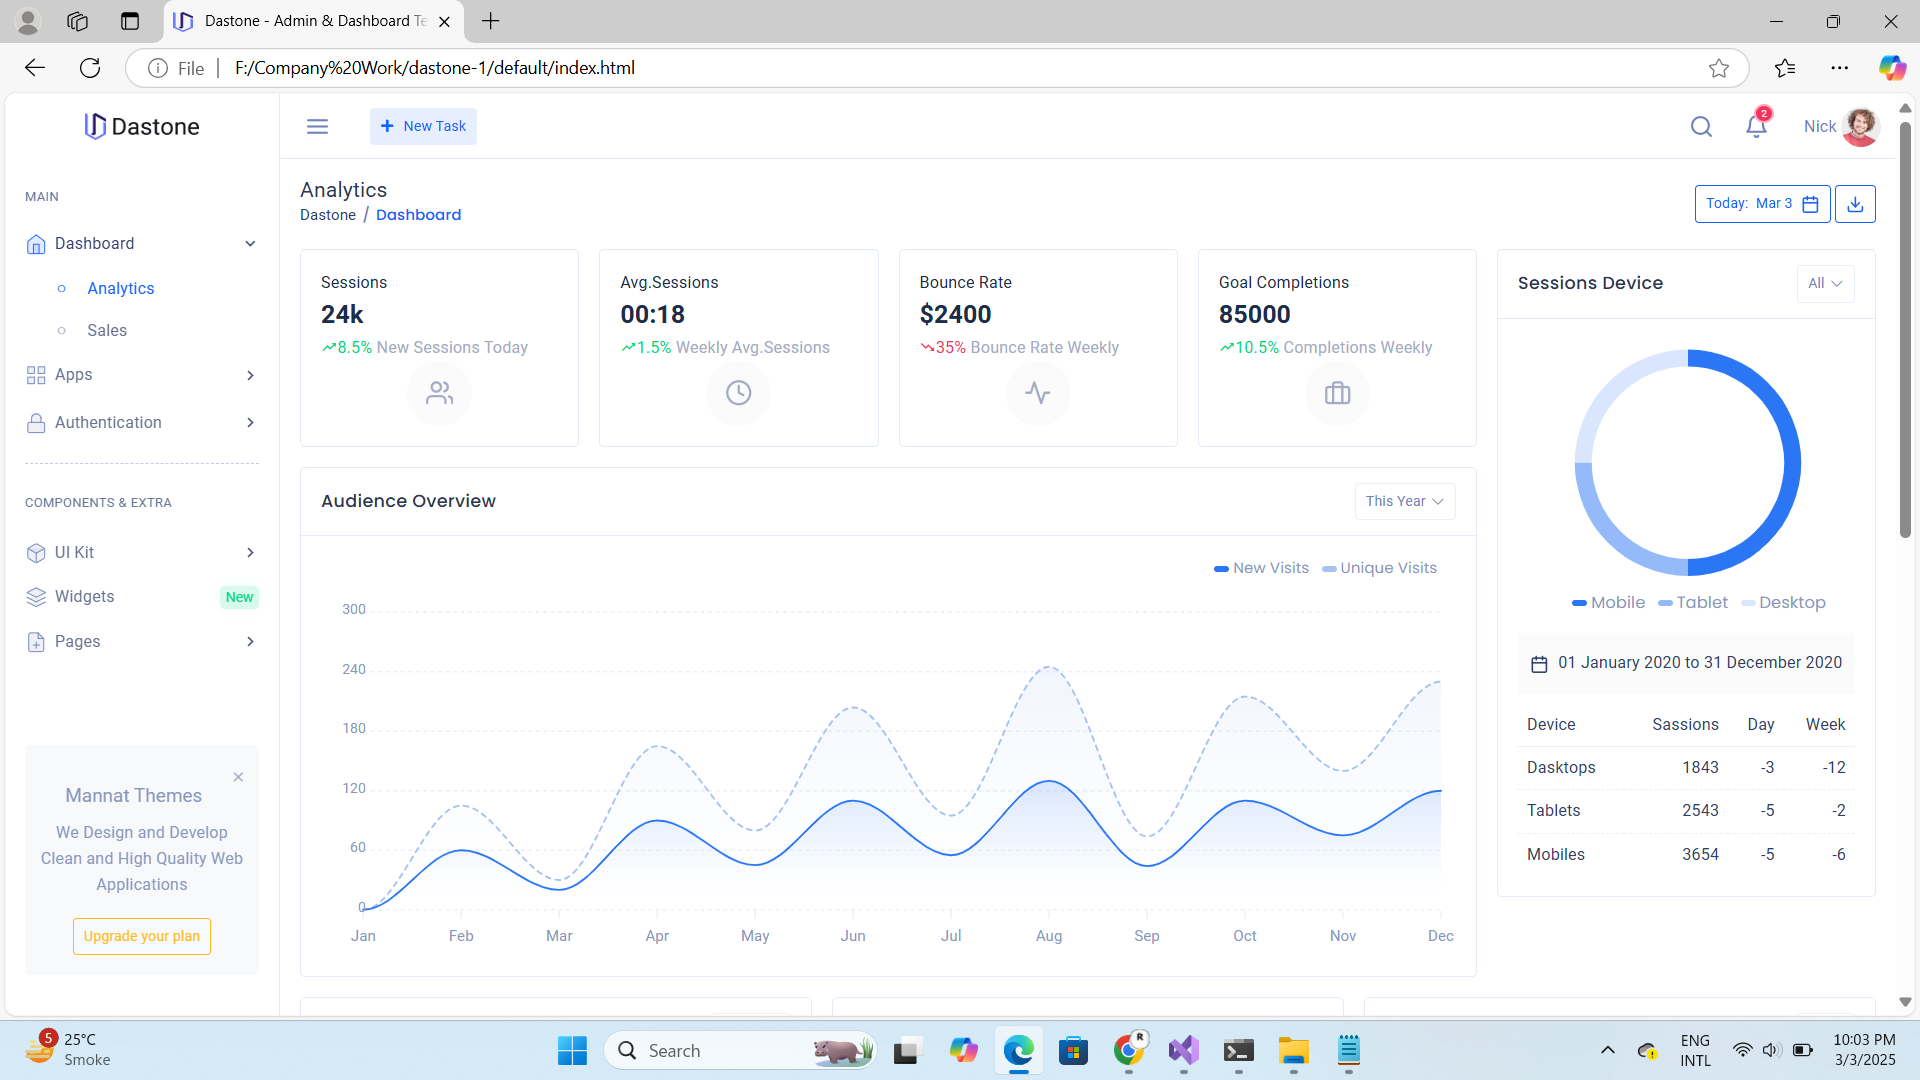 Dastone - Admin & Dashboard Te
File
F:/Company%20Work/dastone-1/default/index.html
Dastone
New Task
2
Nick
MAIN
Dashboard
Analytics
Sales
Apps
Authentication
COMPONENTS & EXTRA
UI Kit
Widgets New
Pages
Mannat Themes
We Design and Develop
Clean and High Quality Web
Applications
Upgrade your plan
Analytics
Dastone / Dashboard
Today: Mar 3
Sessions
24k
8.5% New Sessions Today
Avg.Sessions
00:18
1.5% Weekly Avg.Sessions
Bounce Rate
$2400
35% Bounce Rate Weekly
Goal Completions
85000
10.5% Completions Weekly
Audience Overview
This Year
New Visits Unique Visits
300
240
180
120
60
0
Jan Feb Mar Apr May Jun Jul Aug Sep Oct Nov Dec
Sessions Device
All
Mobile Tablet Desktop
01 January 2020 to 31 December 2020
Device Sassions Day Week
Dasktops 1843 -3 -12
Tablets 2543 -5 -2
Mobiles 3654 -5 -6
5
25°C
Smoke
Search
R
ENG
INTL
10:03 PM
3/3/2025